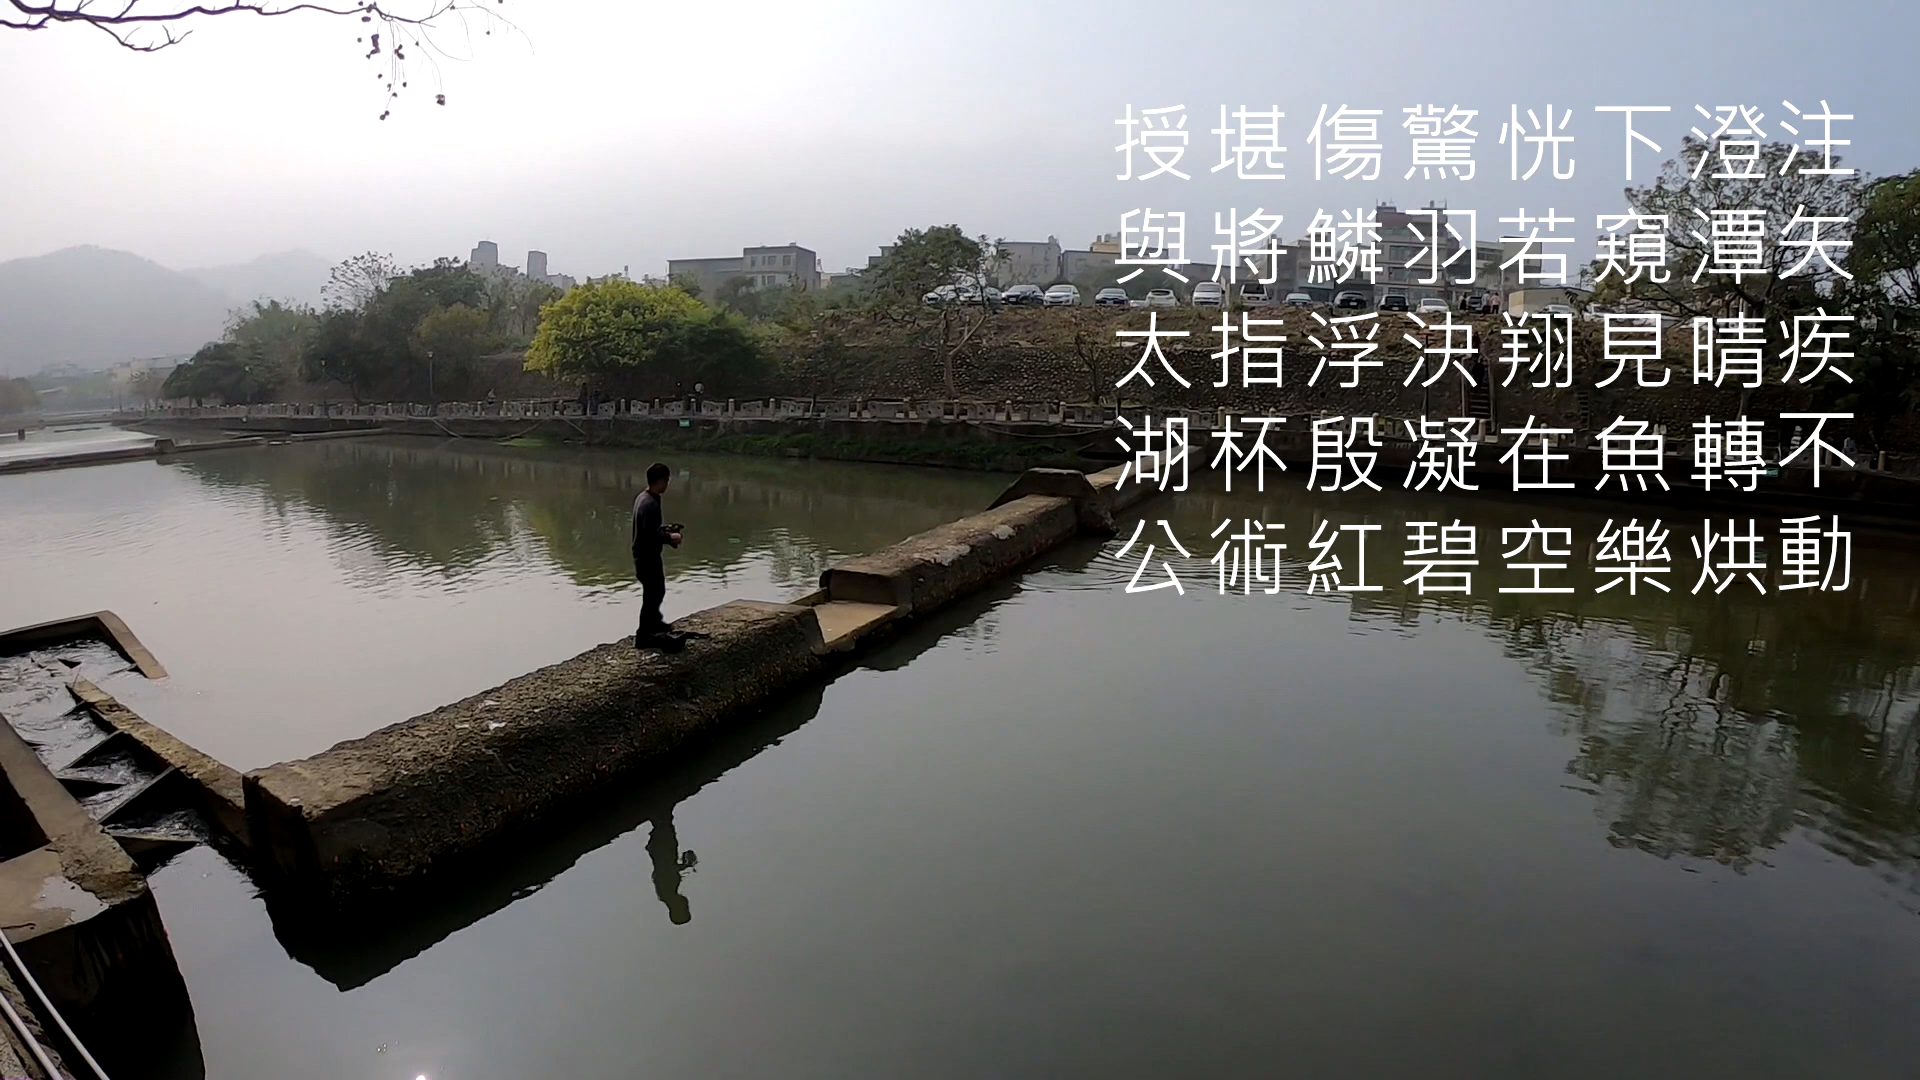 注矢疾不動
澄潭晴轉烘
下窺見魚樂
恍若翔在空
驚羽決凝碧
傷鱗浮殷紅
堪將指杯術
授與太湖公